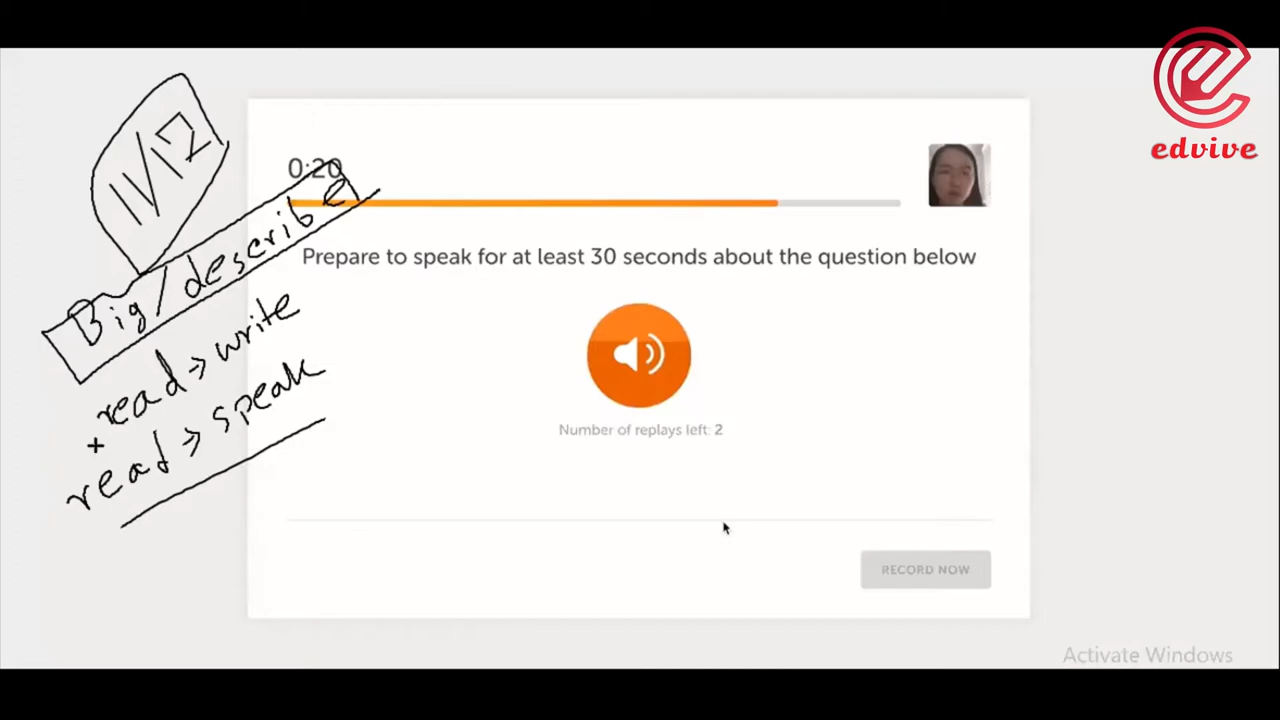 edvive
11/12
0:20
Big/describe
Prepare to speak for at least 30 seconds about the question below
read → write
+
read → speak
Number of replays left: 2
RECORD NOW
Activate Windows